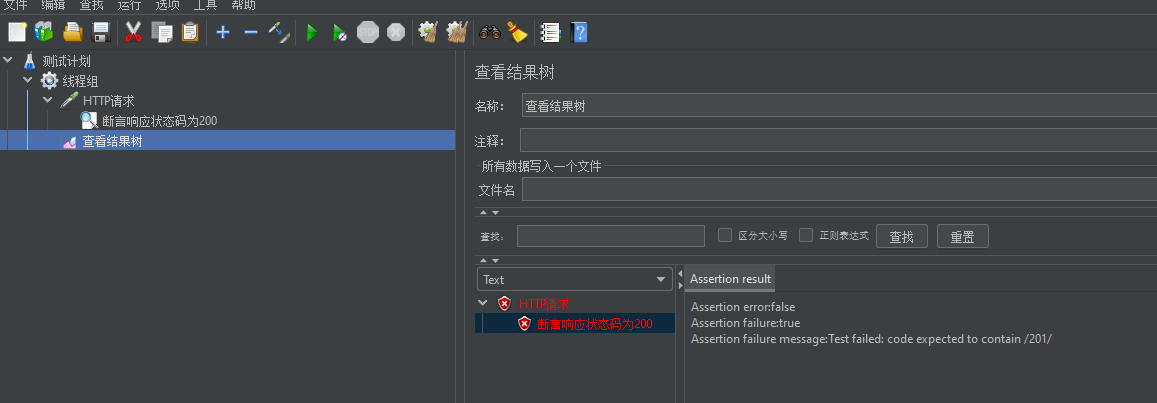 文件 编辑 查找 运行 选项 工具 帮助
测试计划
线程组
HTTP请求
断言响应状态码为200
查看结果树
查看结果树
名称： 查看结果树
注释：
所有数据写入一个文件
文件名
查找： 区分大小写 正则表达式 查找 重置
Text
HTTP请求
断言响应状态码为200
Assertion result
Assertion error:false
Assertion failure:true
Assertion failure message:Test failed: code expected to contain /201/